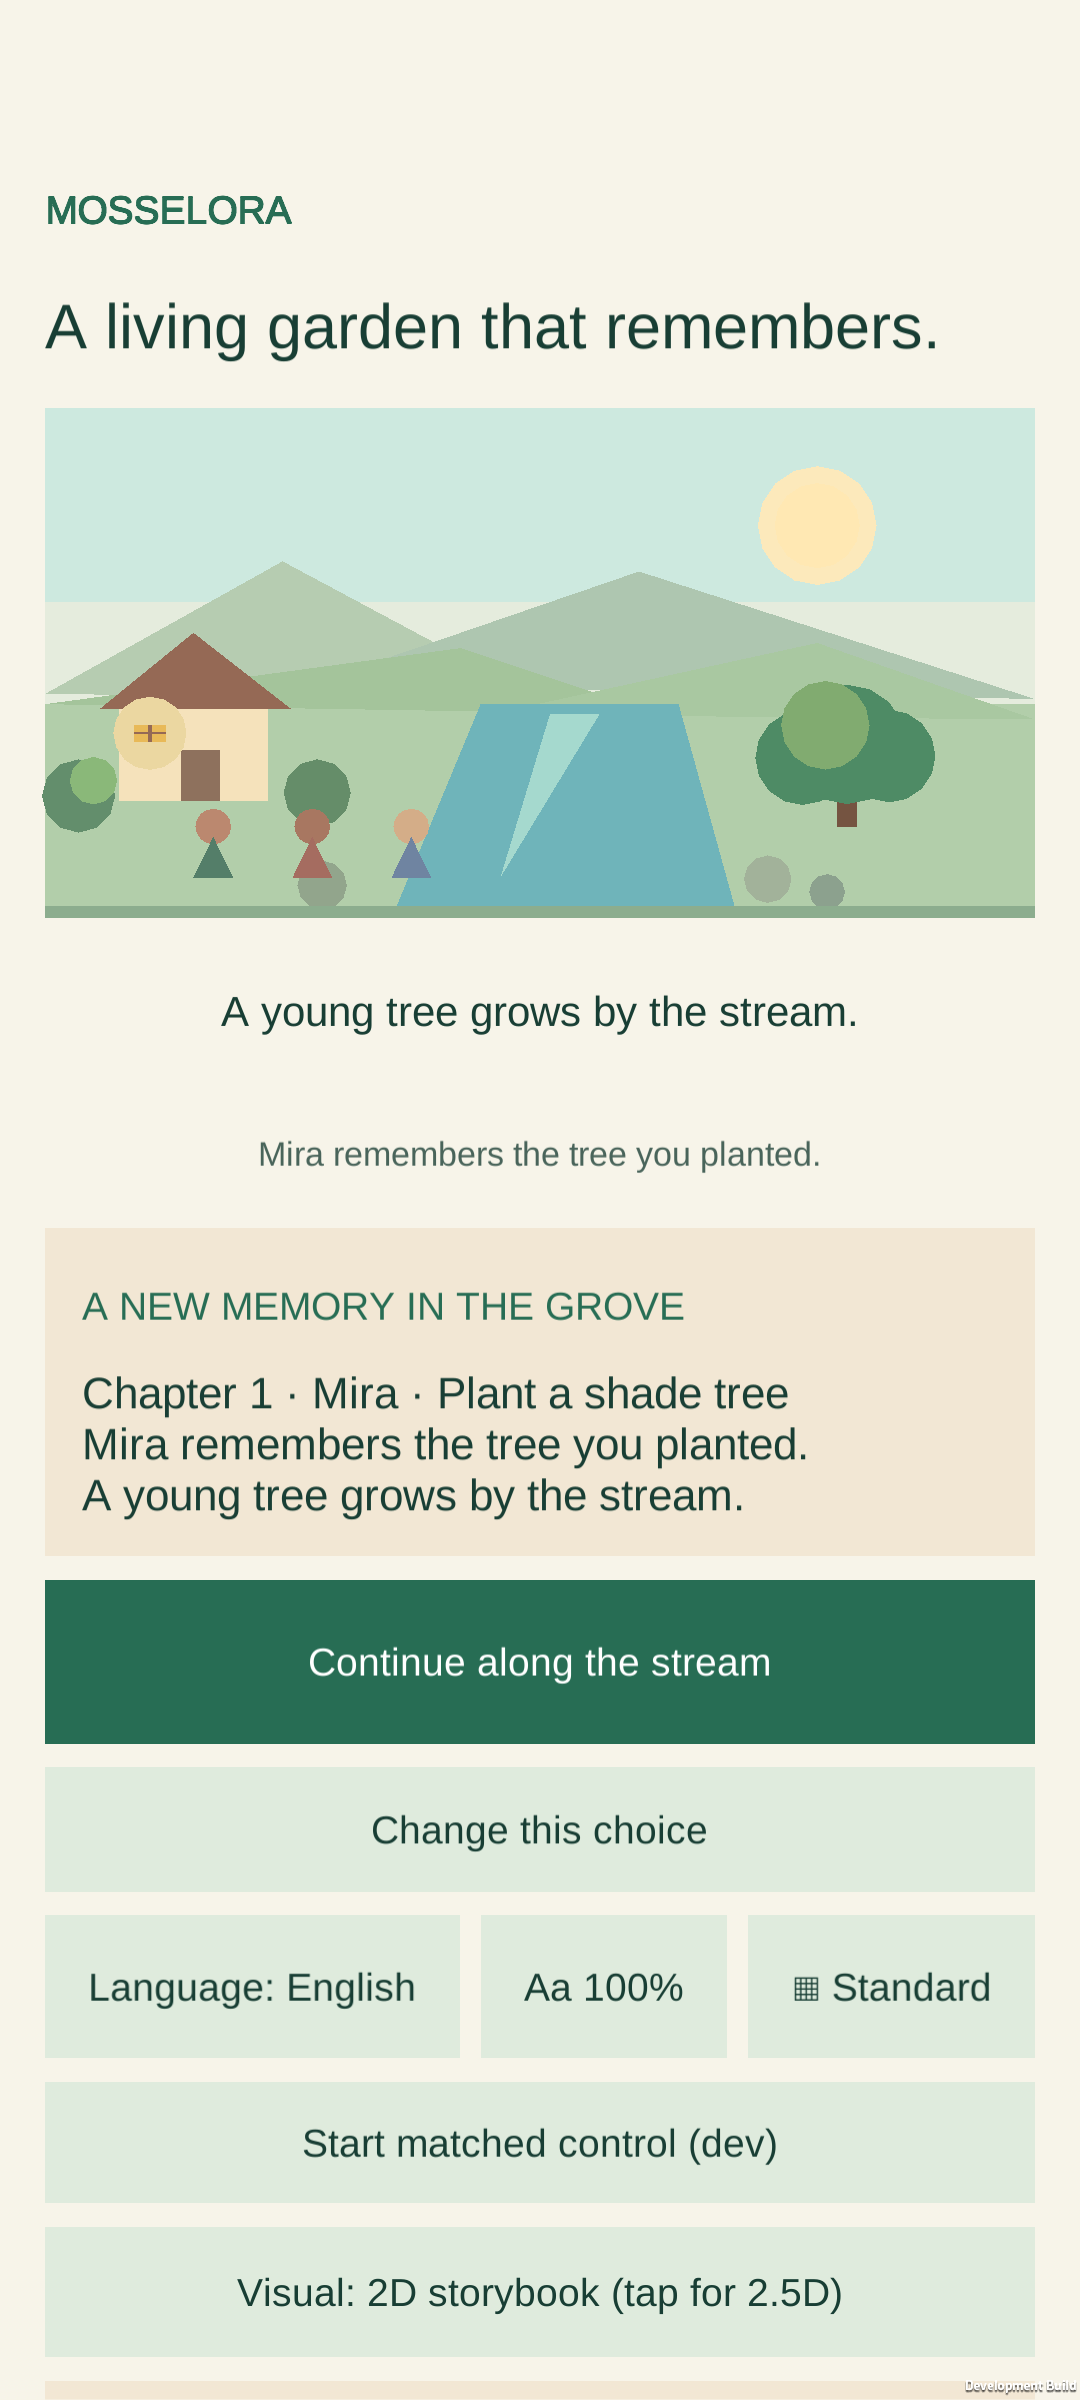 MOSSELORA
A living garden that remembers.
A young tree grows by the stream.
Mira remembers the tree you planted.
A NEW MEMORY IN THE GROVE
Chapter 1 · Mira · Plant a shade tree
Mira remembers the tree you planted.
A young tree grows by the stream.
Continue along the stream
Change this choice
Language: English
Aa 100%
▦ Standard
Start matched control (dev)
Visual: 2D storybook (tap for 2.5D)
Development Build